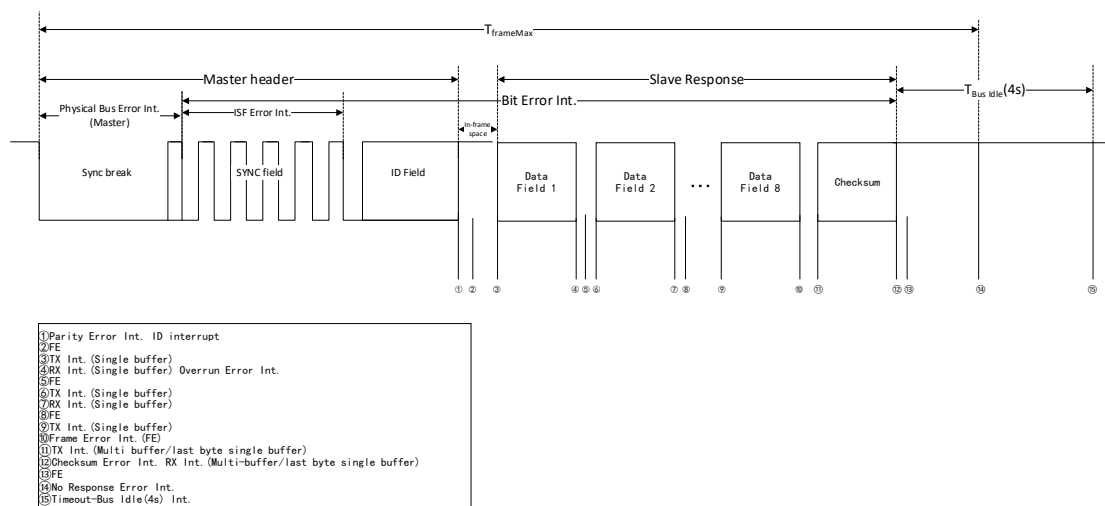 TframeMax
Master header
Slave Response
TBus Idle(4s)
Bit Error Int.
Physical Bus Error Int.
(Master)
ISF Error Int.
In-frame
space
Sync break
SYNC field
ID Field
Data
Field 1
Data
Field 2
...
Data
Field 8
Checksum
① ② ③ ④ ⑤ ⑥ ⑦ ⑧ ⑨ ⑩ ⑪ ⑫ ⑬ ⑭ ⑮
①Parity Error Int. ID interrupt
②FE
③TX Int.(Single buffer)
④RX Int.(Single buffer) Overrun Error Int.
⑤FE
⑥TX Int.(Single buffer)
⑦RX Int.(Single buffer)
⑧FE
⑨TX Int.(Single buffer)
⑩Frame Error Int.(FE)
⑪TX Int.(Multi buffer/last byte single buffer)
⑫Checksum Error Int. RX Int.(Multi-buffer/last byte single buffer)
⑬FE
⑭No Response Error Int.
⑮Timeout-Bus Idle(4s) Int.